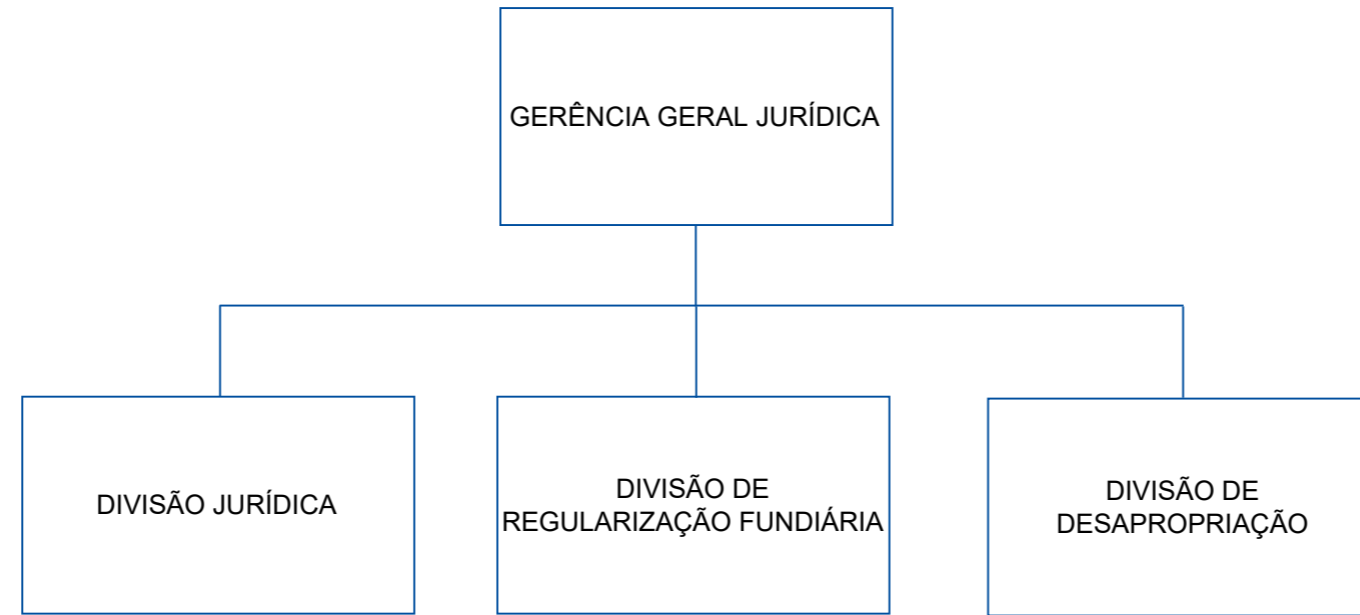 GERÊNCIA GERAL JURÍDICA
DIVISÃO JURÍDICA
DIVISÃO DE
REGULARIZAÇÃO FUNDIÁRIA
DIVISÃO DE
DESAPROPRIAÇÃO